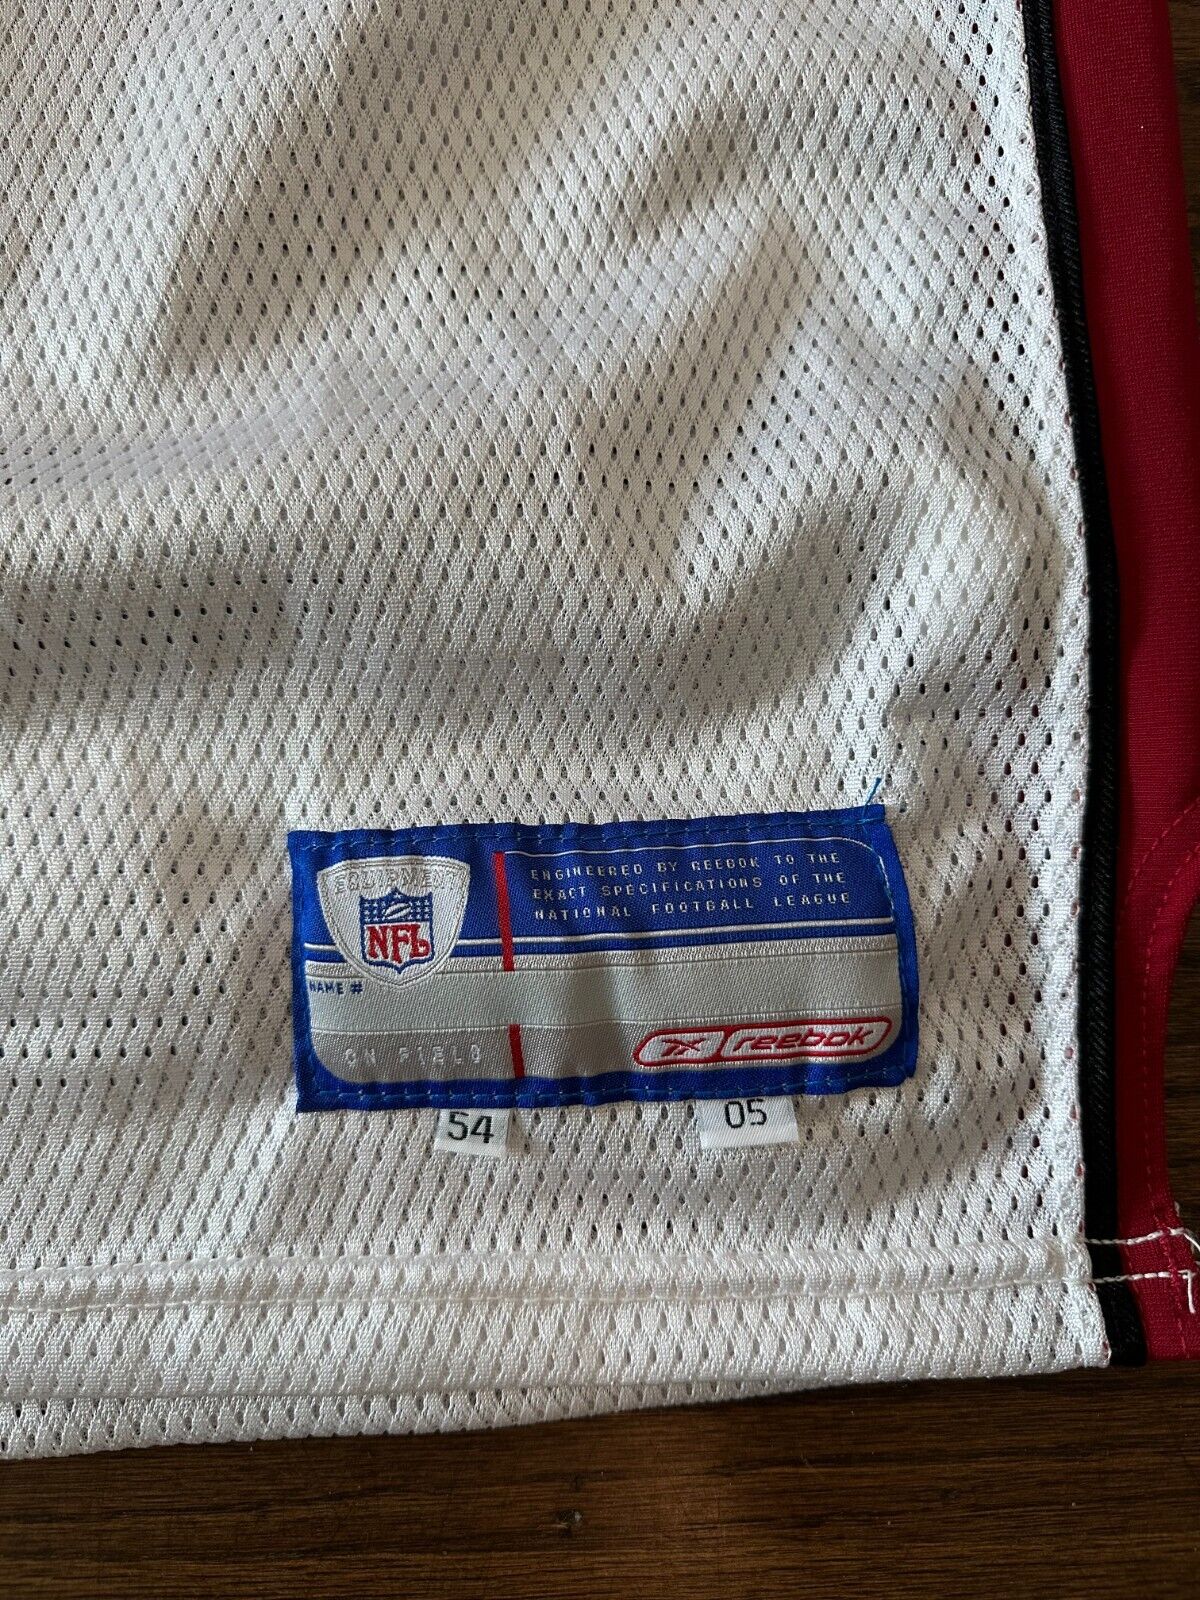 EQUIPMENT
NFL
ENGINEERED BY REEBOK TO THE
EXACT SPECIFICATIONS OF THE
NATIONAL FOOTBALL LEAGUE
NAME #
ON FIELD
reebok
54
05